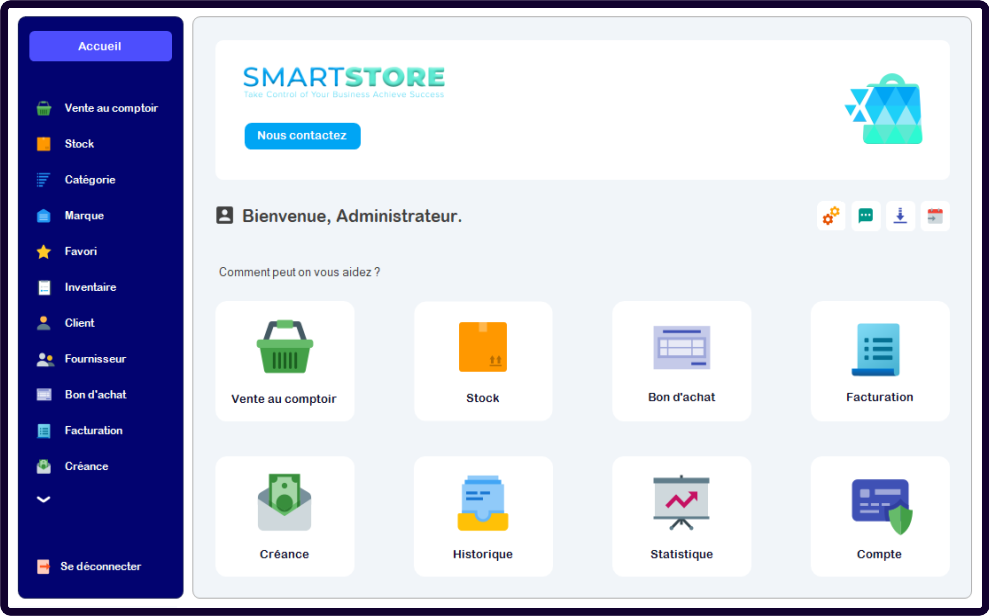 Accueil
Vente au comptoir
Stock
Catégorie
Marque
Favori
Inventaire
Client
Fournisseur
Bon d'achat
Facturation
Créance
Se déconnecter
SMARTSTORE
Take Control of Your Business Achieve Success
Nous contactez
Bienvenue, Administrateur.
Comment peut on vous aidez ?
Vente au comptoir
Stock
Bon d'achat
Facturation
Créance
Historique
Statistique
Compte